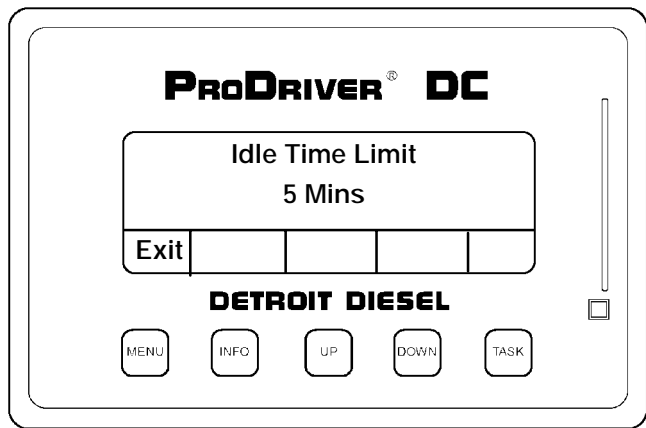 PRODRIVER® DC
Idle Time Limit
5 Mins
Exit
DETROIT DIESEL
MENU INFO UP DOWN TASK